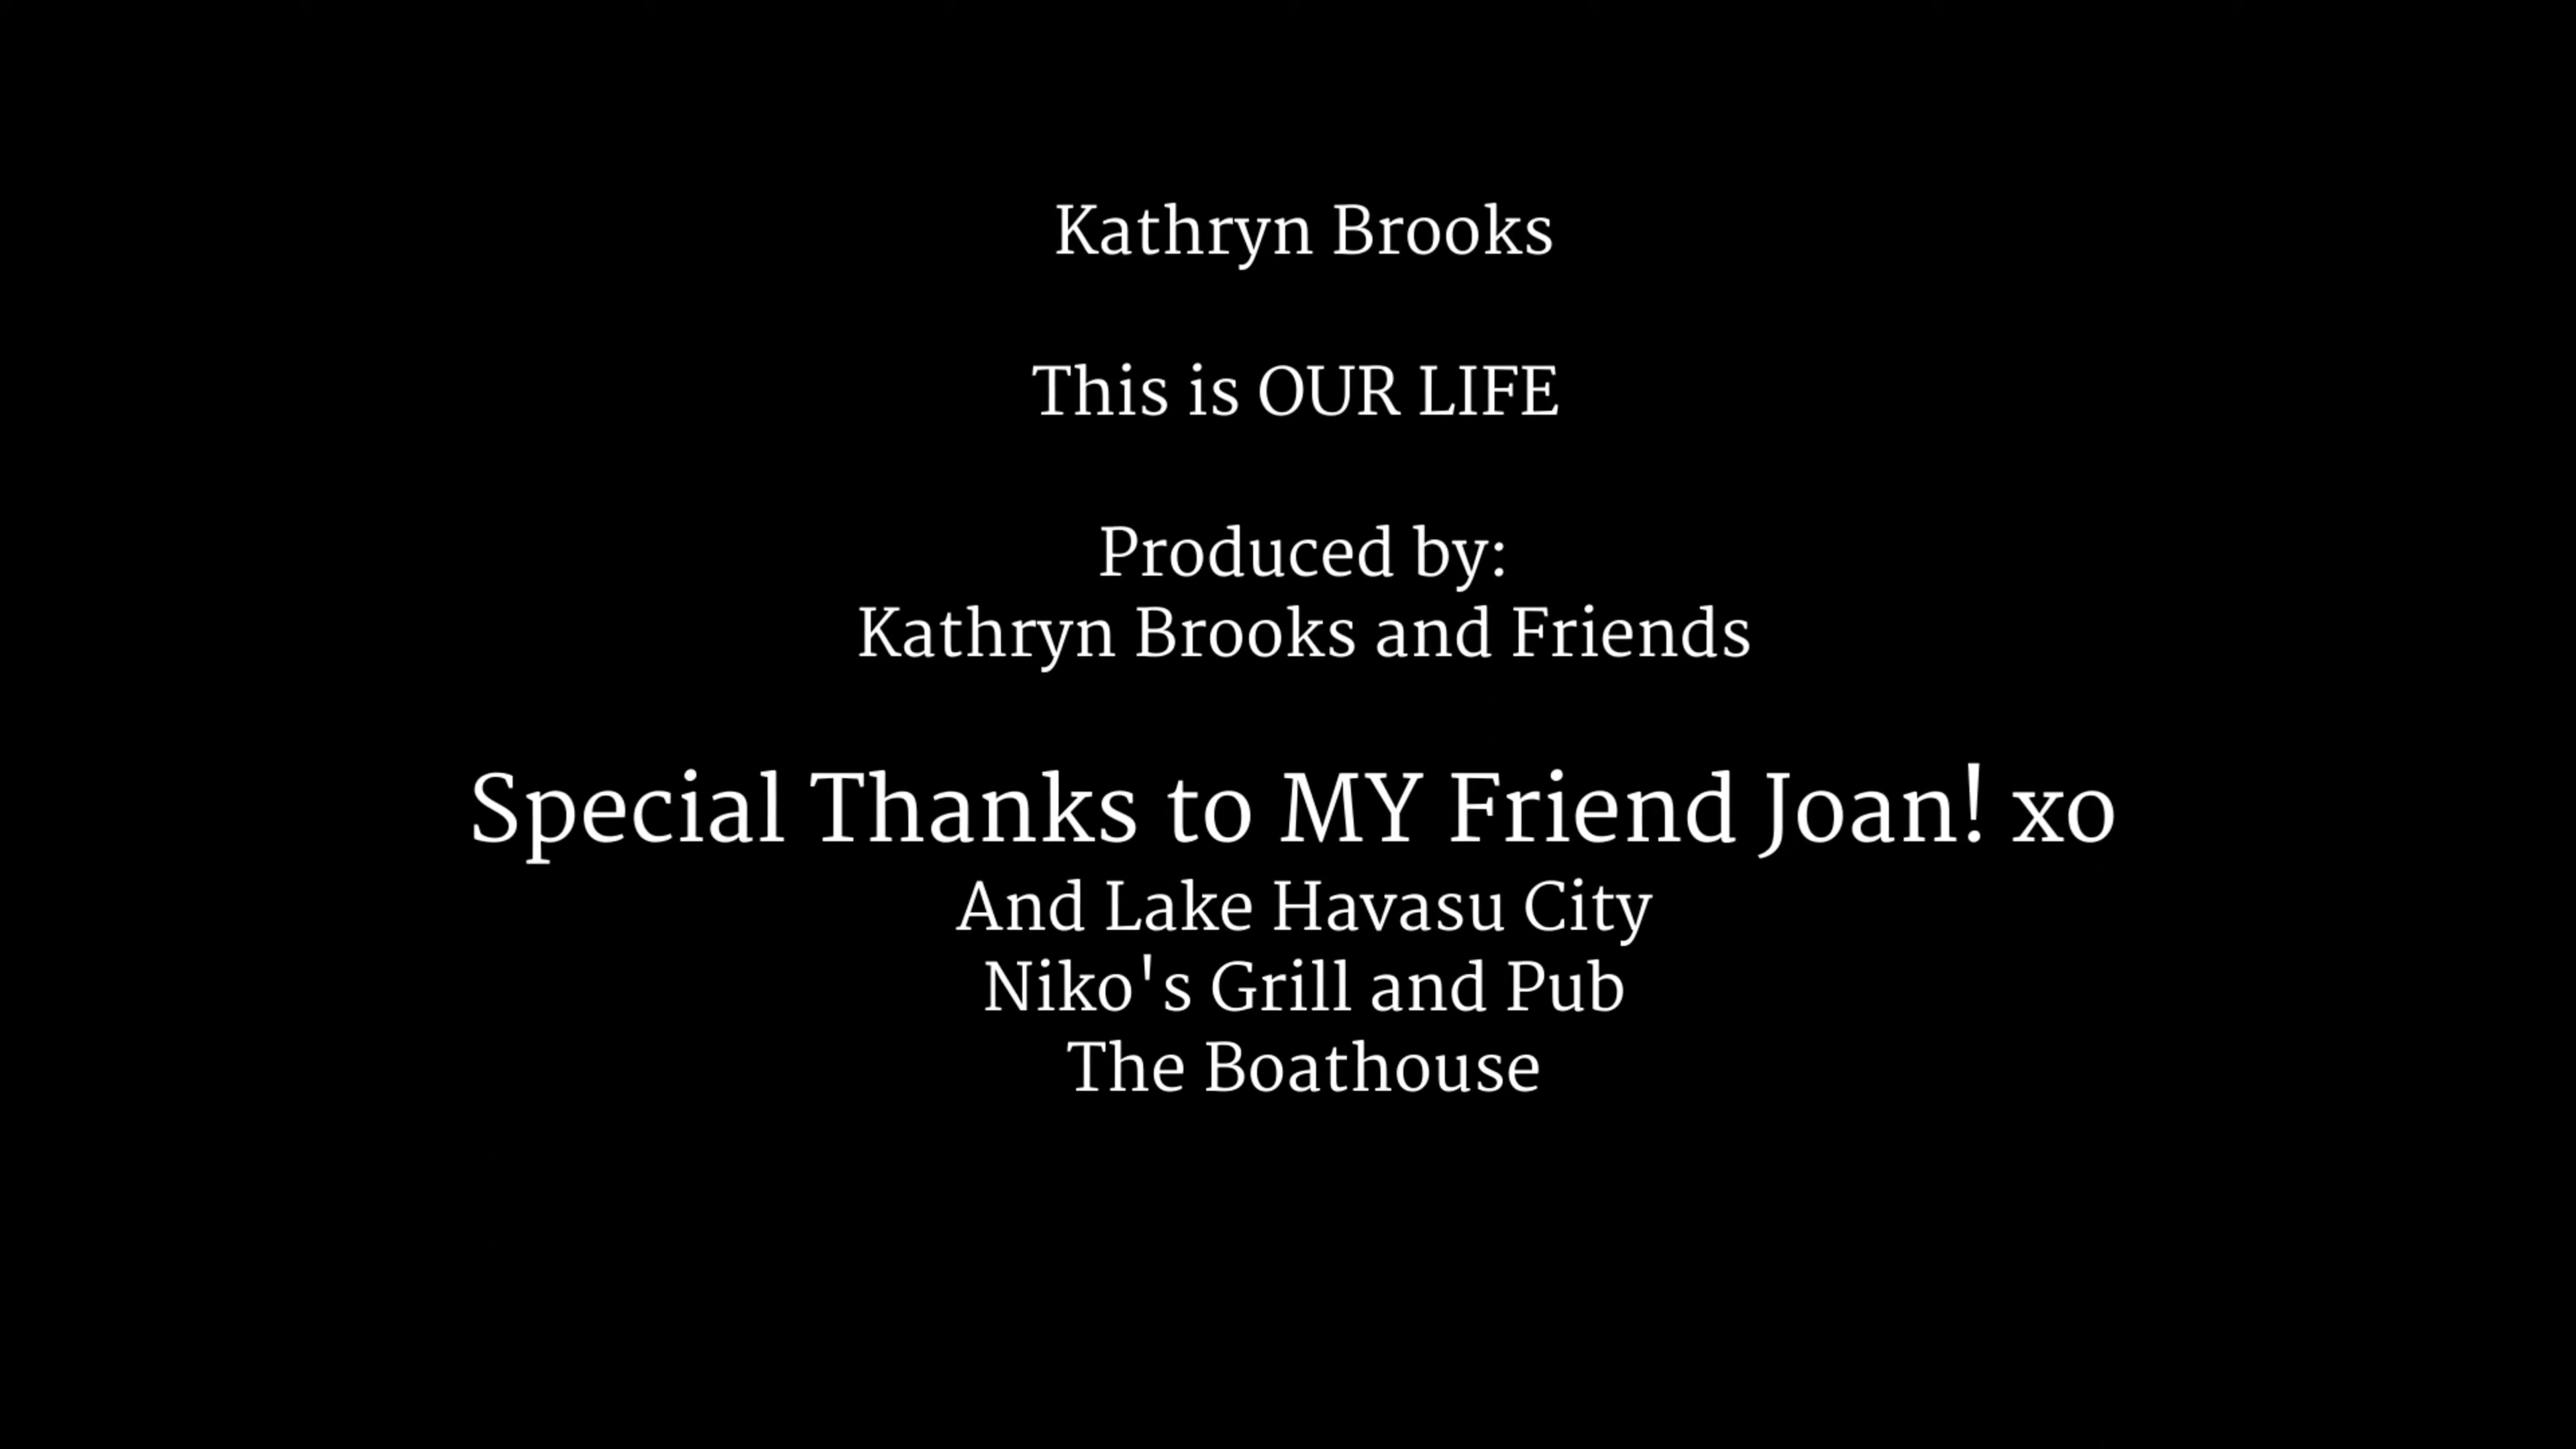 Kathryn Brooks
This is OUR LIFE
Produced by:
Kathryn Brooks and Friends
Special Thanks to MY Friend Joan! xo
And Lake Havasu City
Niko's Grill and Pub
The Boathouse